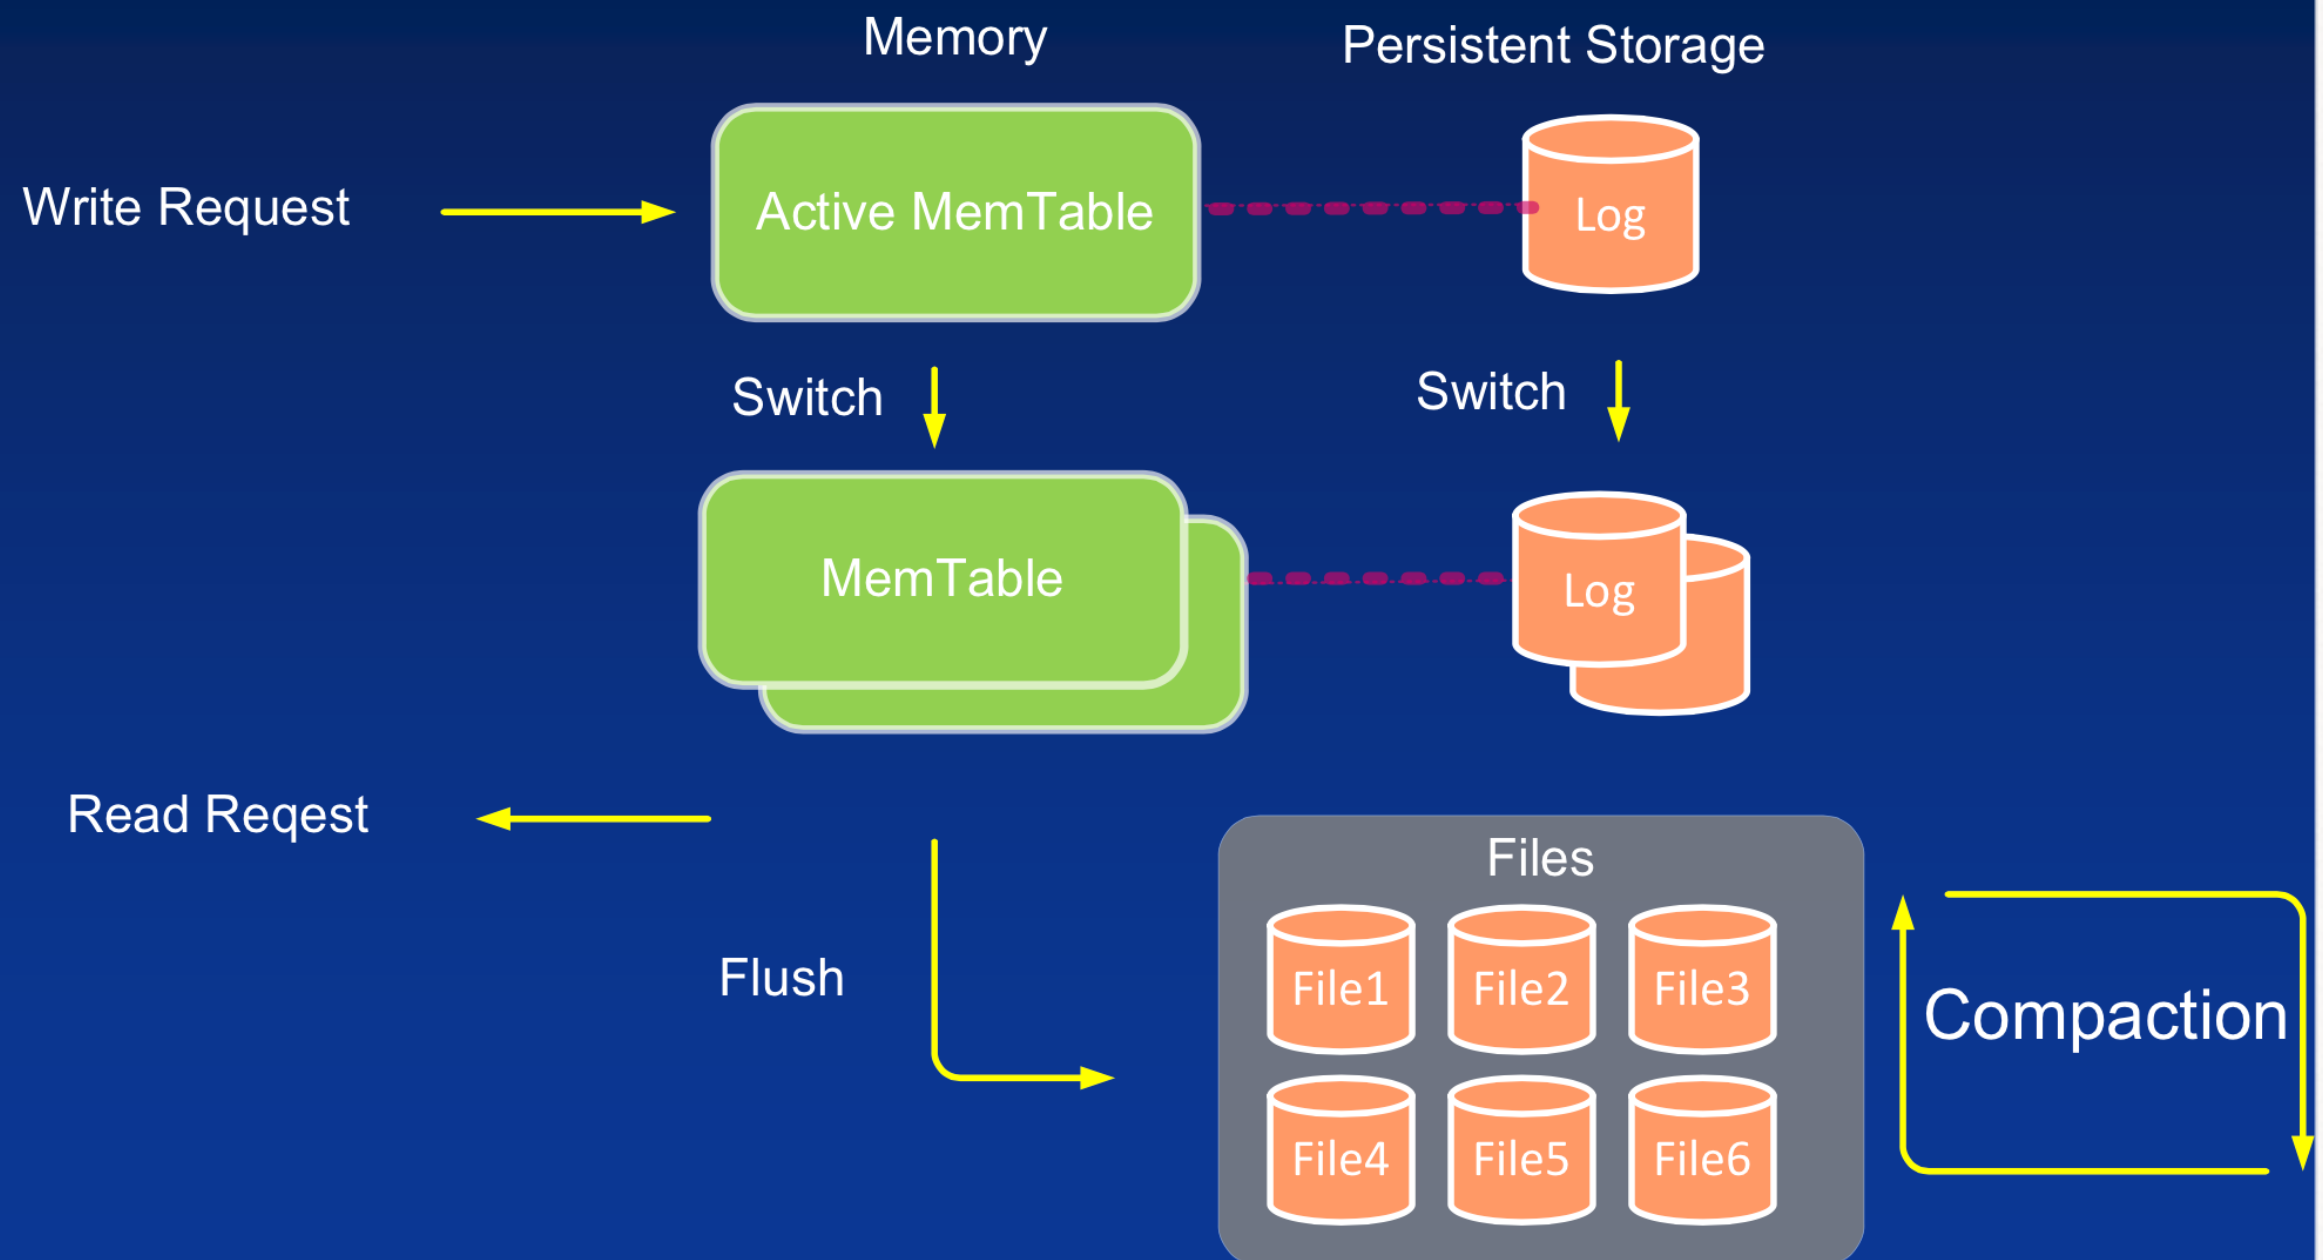 Memory
Persistent Storage
Write Request
Active MemTable
Log
Switch
Switch
MemTable
Log
Read Reqest
Files
Flush
File1
File2
File3
Compaction
File4
File5
File6